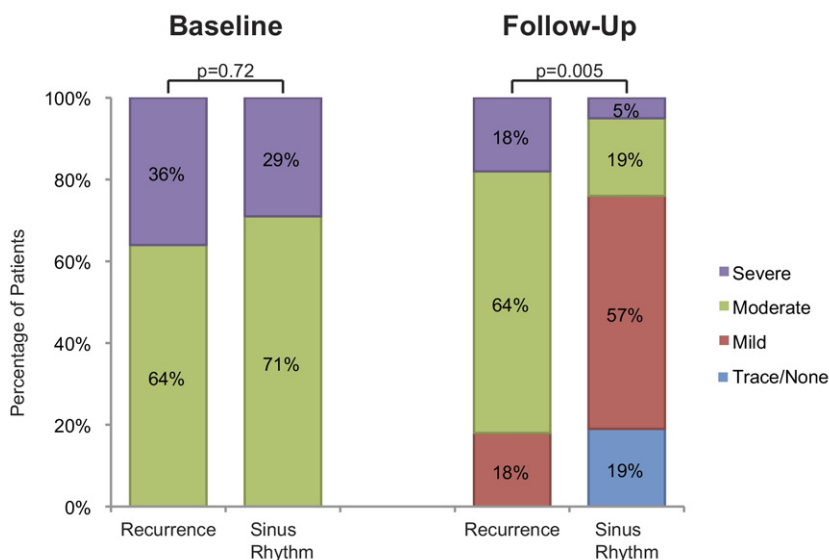 Baseline
Follow-Up
p=0.72
p=0.005
100%
80%
60%
40%
20%
0%
Percentage of Patients
36%
64%
29%
71%
18%
64%
18%
5%
19%
57%
19%
Recurrence
Sinus
Rhythm
Recurrence
Sinus
Rhythm
Severe
Moderate
Mild
Trace/None